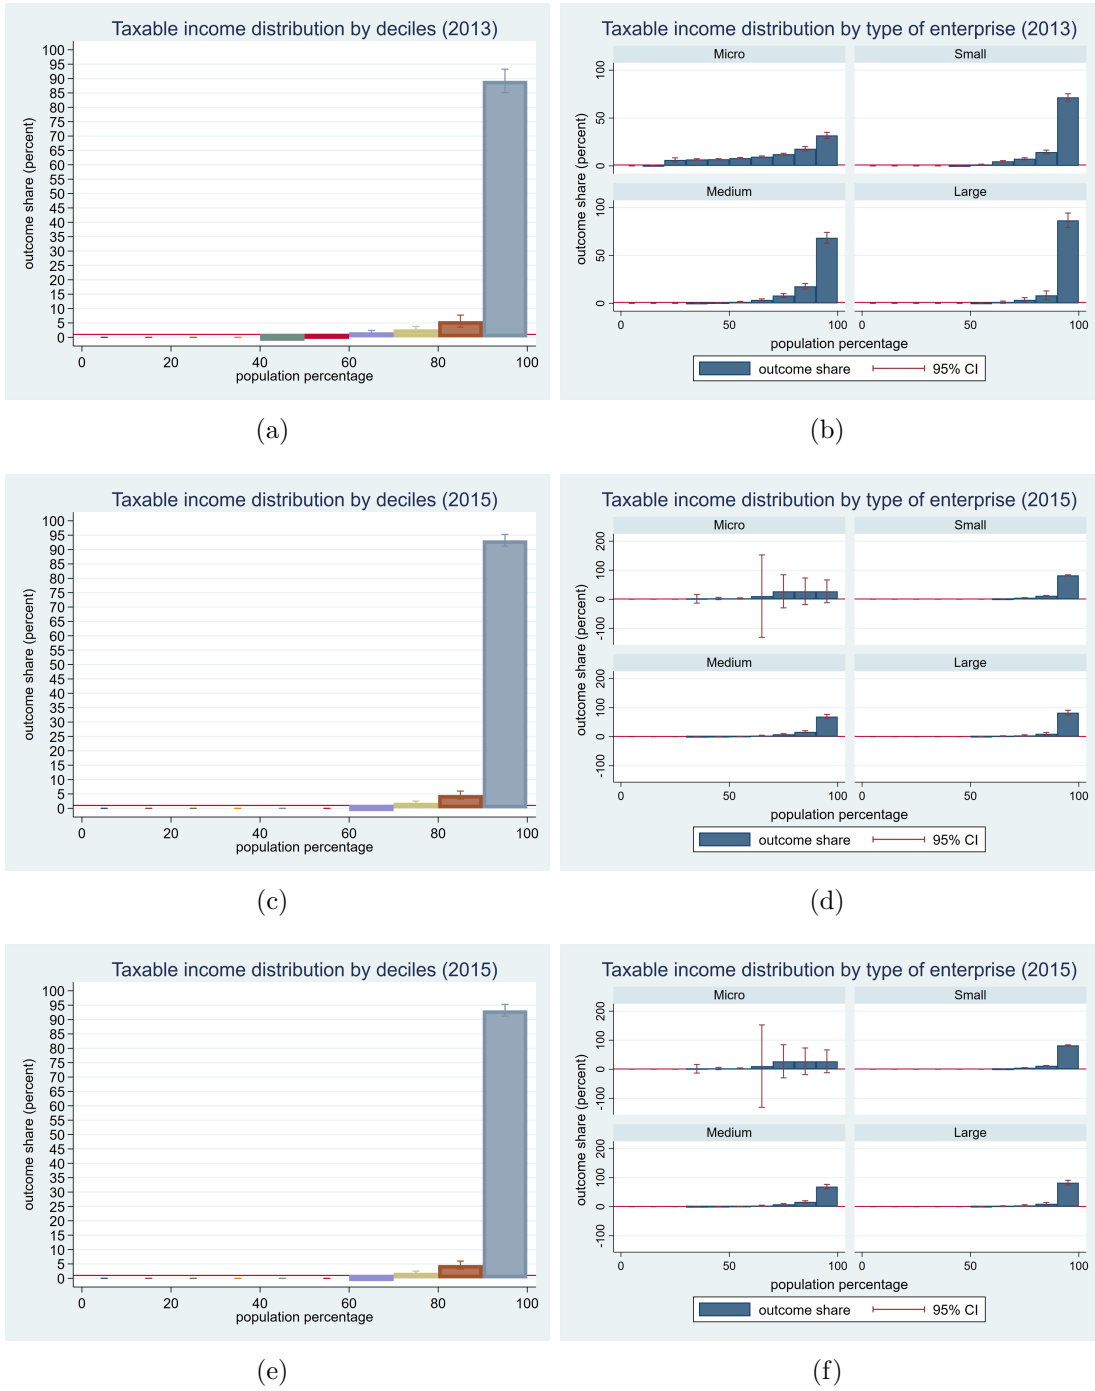 Taxable income distribution by deciles (2013)
outcome share (percent)
100
95
90
85
80
75
70
65
60
55
50
45
40
35
30
25
20
15
10
5
0
0 20 40 60 80 100
population percentage
(a)
Taxable income distribution by type of enterprise (2013)
Micro Small
100
50
0
Medium Large
100
50
0
outcome share (percent)
0 50 100 0 50 100
population percentage
outcome share 95% CI
(b)
Taxable income distribution by deciles (2015)
outcome share (percent)
100
95
90
85
80
75
70
65
60
55
50
45
40
35
30
25
20
15
10
5
0
0 20 40 60 80 100
population percentage
(c)
Taxable income distribution by type of enterprise (2015)
Micro Small
200
100
0
-100
Medium Large
200
100
0
-100
outcome share (percent)
0 50 100 0 50 100
population percentage
outcome share 95% CI
(d)
Taxable income distribution by deciles (2015)
outcome share (percent)
100
95
90
85
80
75
70
65
60
55
50
45
40
35
30
25
20
15
10
5
0
0 20 40 60 80 100
population percentage
(e)
Taxable income distribution by type of enterprise (2015)
Micro Small
200
100
0
-100
Medium Large
200
100
0
-100
outcome share (percent)
0 50 100 0 50 100
population percentage
outcome share 95% CI
(f)